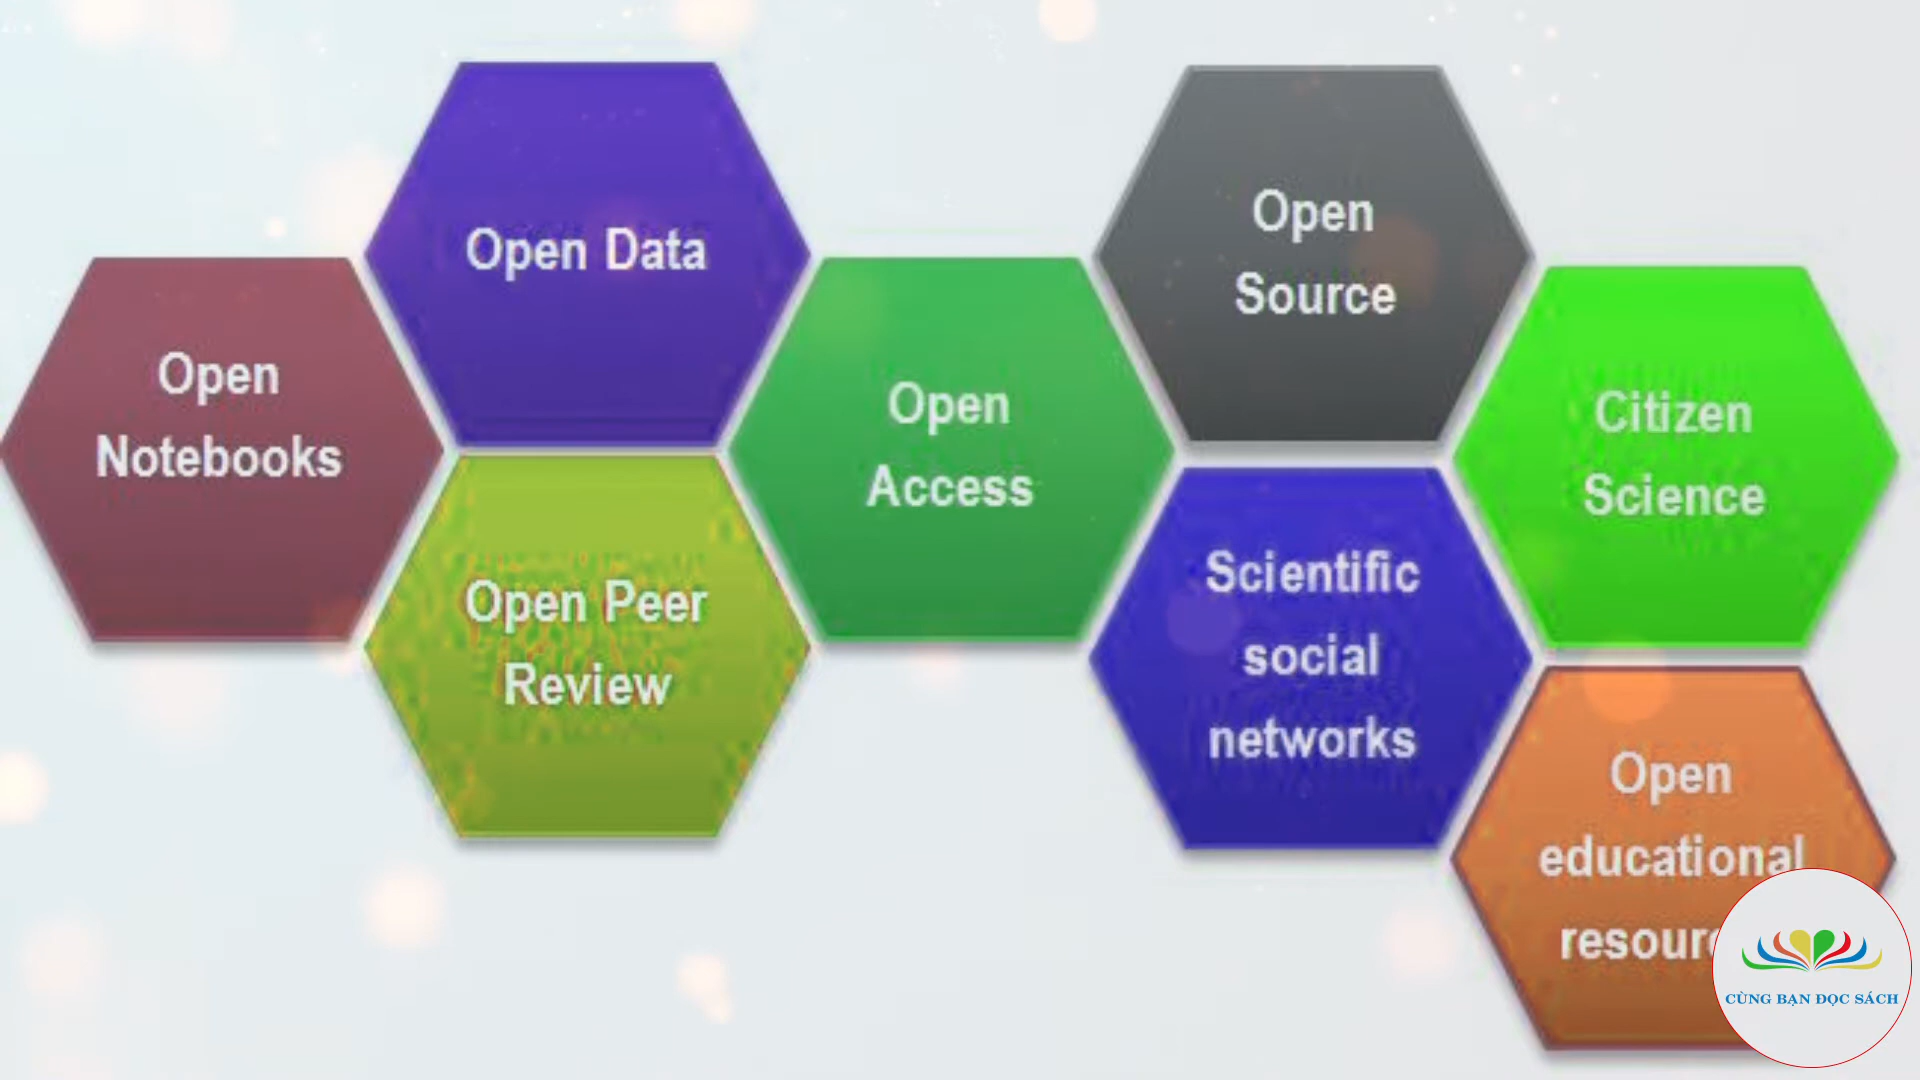 Open
Notebooks
Open Data
Open Peer
Review
Open
Access
Open
Source
Scientific
social
networks
Citizen
Science
Open
educational
CÙNG BẠN ĐỌC SÁCH